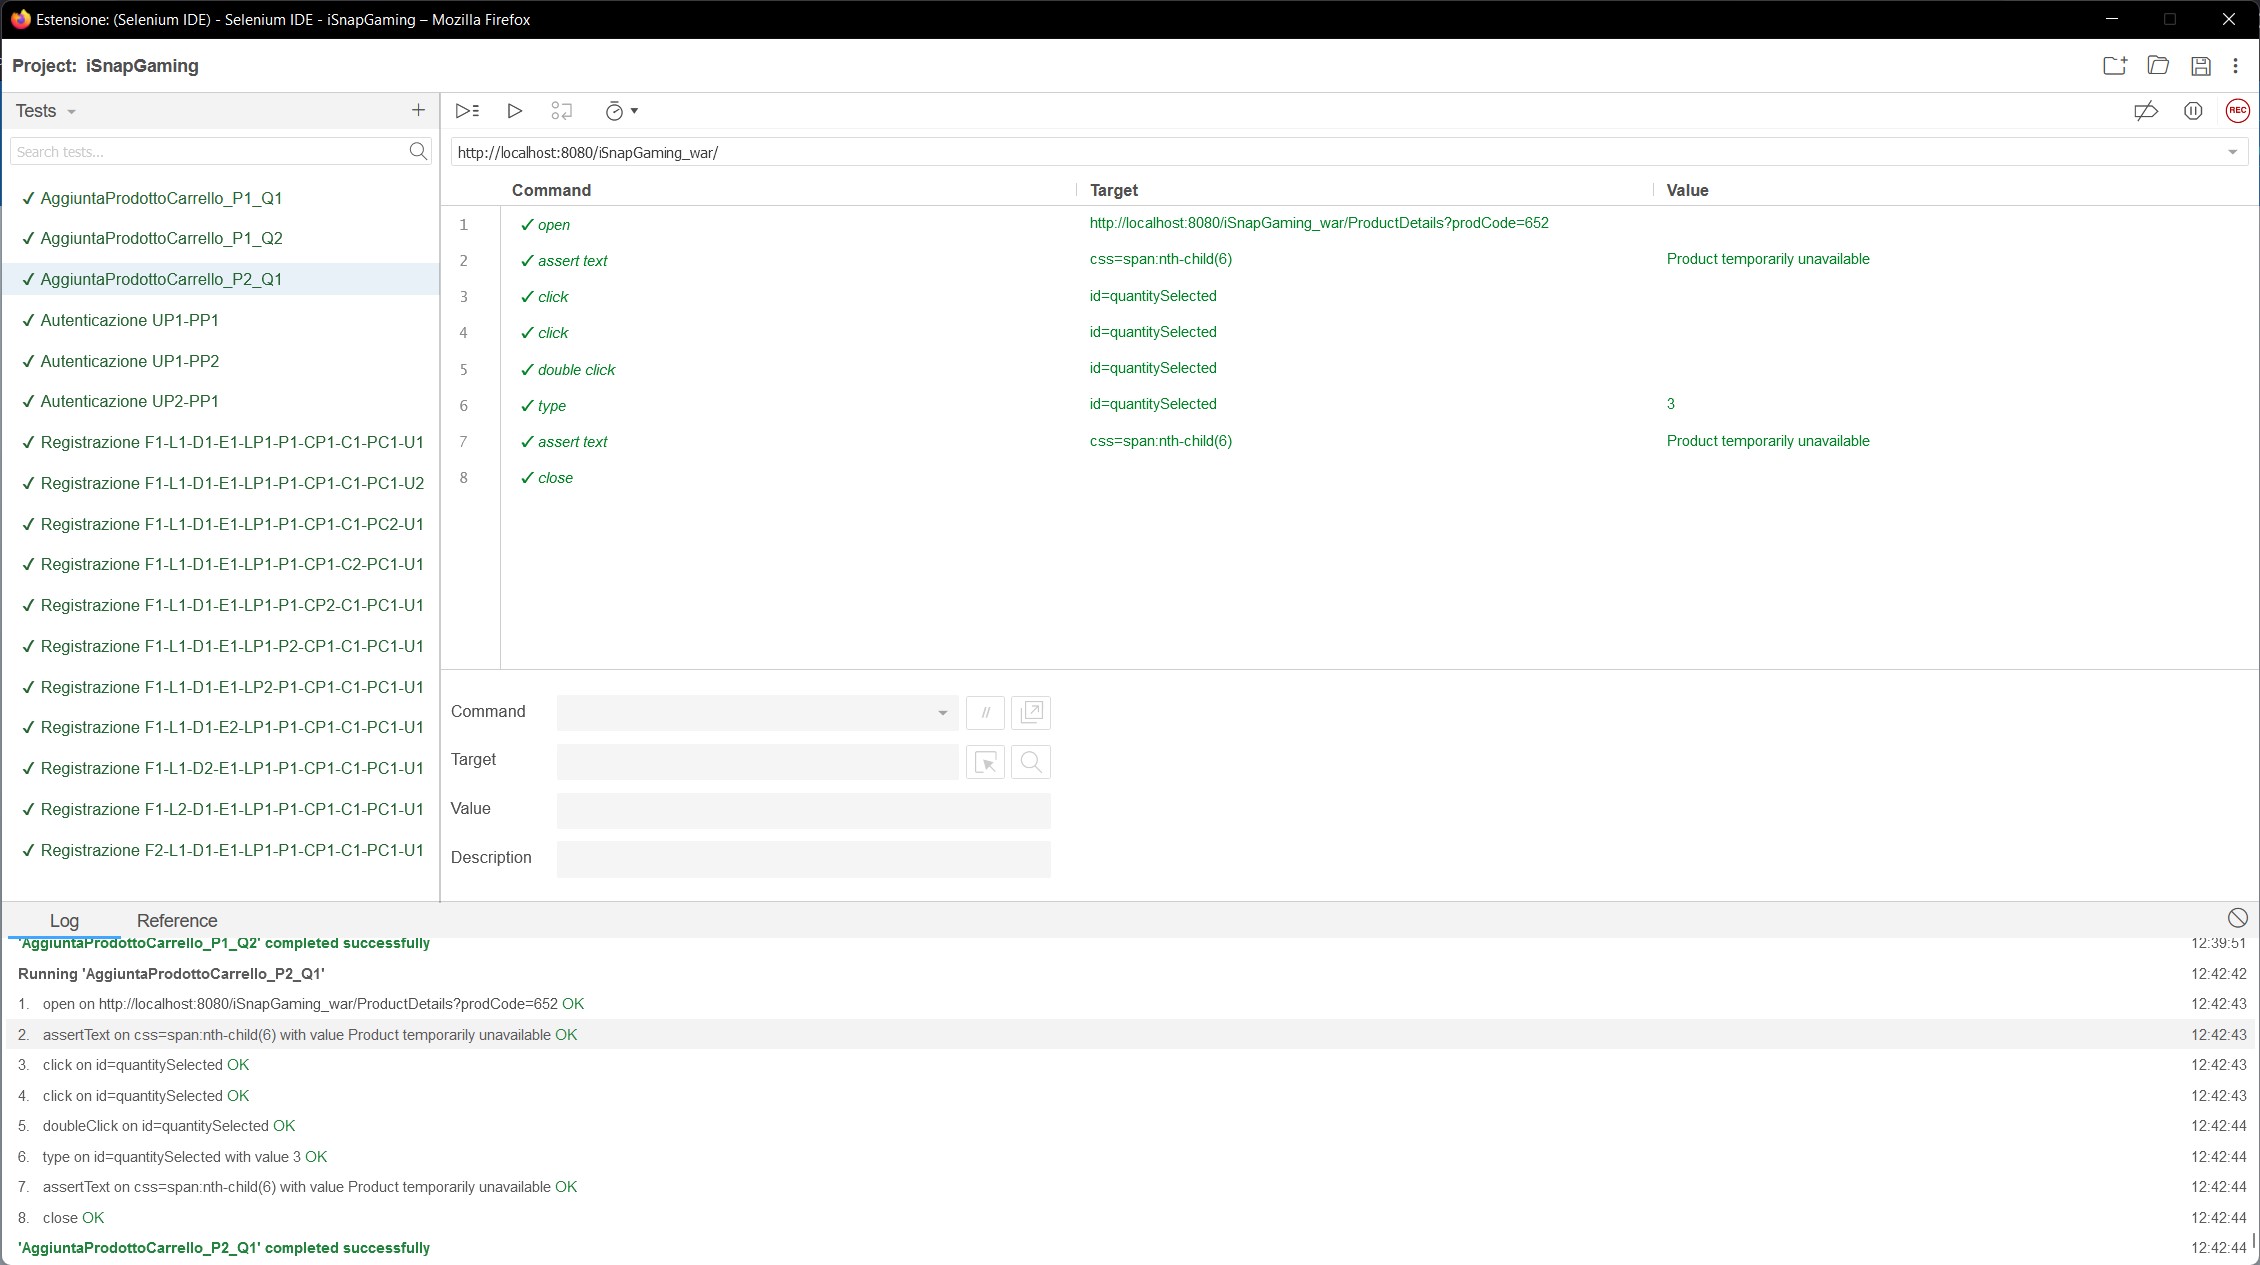 Estensione: (Selenium IDE) - Selenium IDE - iSnapGaming – Mozilla Firefox
Project: iSnapGaming
Tests
Search tests...
✓ AggiuntaProdottoCarrello_P1_Q1
✓ AggiuntaProdottoCarrello_P1_Q2
✓ AggiuntaProdottoCarrello_P2_Q1
✓ Autenticazione UP1-PP1
✓ Autenticazione UP1-PP2
✓ Autenticazione UP2-PP1
✓ Registrazione F1-L1-D1-E1-LP1-P1-CP1-C1-PC1-U1
✓ Registrazione F1-L1-D1-E1-LP1-P1-CP1-C1-PC1-U2
✓ Registrazione F1-L1-D1-E1-LP1-P1-CP1-C1-PC2-U1
✓ Registrazione F1-L1-D1-E1-LP1-P1-CP1-C2-PC1-U1
✓ Registrazione F1-L1-D1-E1-LP1-P1-CP2-C1-PC1-U1
✓ Registrazione F1-L1-D1-E1-LP1-P2-CP1-C1-PC1-U1
✓ Registrazione F1-L1-D1-E1-LP2-P1-CP1-C1-PC1-U1
✓ Registrazione F1-L1-D1-E2-LP1-P1-CP1-C1-PC1-U1
✓ Registrazione F1-L1-D2-E1-LP1-P1-CP1-C1-PC1-U1
✓ Registrazione F1-L2-D1-E1-LP1-P1-CP1-C1-PC1-U1
✓ Registrazione F2-L1-D1-E1-LP1-P1-CP1-C1-PC1-U1
REC
http://localhost:8080/iSnapGaming_war/
Command Target Value
1 ✓ open http://localhost:8080/iSnapGaming_war/ProductDetails?prodCode=652
2 ✓ assert text css=span:nth-child(6) Product temporarily unavailable
3 ✓ click id=quantitySelected
4 ✓ click id=quantitySelected
5 ✓ double click id=quantitySelected
6 ✓ type id=quantitySelected 3
7 ✓ assert text css=span:nth-child(6) Product temporarily unavailable
8 ✓ close
Command //
Target
Value
Description
Log Reference
'AggiuntaProdottoCarrello_P1_Q2' completed successfully 12:39:51
Running 'AggiuntaProdottoCarrello_P2_Q1' 12:42:42
1. open on http://localhost:8080/iSnapGaming_war/ProductDetails?prodCode=652 OK 12:42:43
2. assertText on css=span:nth-child(6) with value Product temporarily unavailable OK 12:42:43
3. click on id=quantitySelected OK 12:42:43
4. click on id=quantitySelected OK 12:42:43
5. doubleClick on id=quantitySelected OK 12:42:44
6. type on id=quantitySelected with value 3 OK 12:42:44
7. assertText on css=span:nth-child(6) with value Product temporarily unavailable OK 12:42:44
8. close OK 12:42:44
'AggiuntaProdottoCarrello_P2_Q1' completed successfully 12:42:44